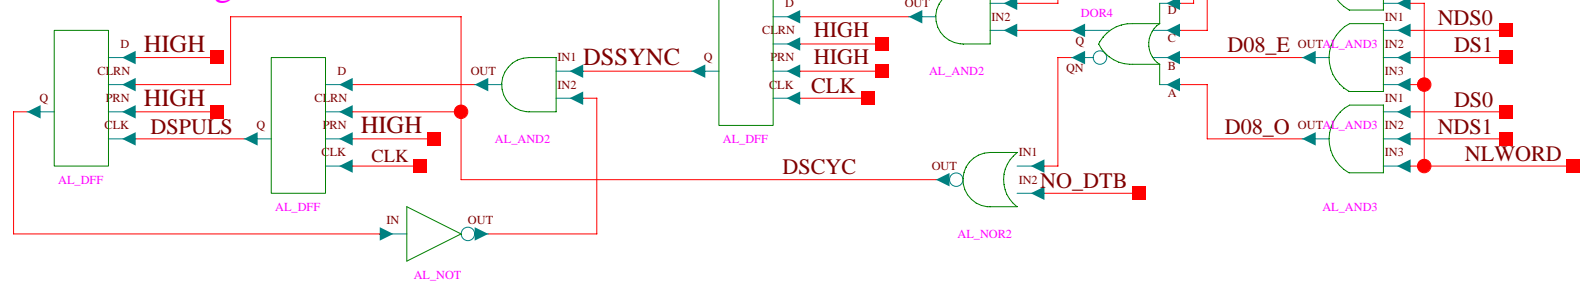 OUT
D
IN2
DOR4
D
IN1
NDS0
D
HIGH
CLRN
HIGH
Q
C
D08_E
OUT
AL_AND3
IN2
DS1
CLRN
IN1
DSSYNC
Q
PRN
HIGH
AL_AND2
QN
B
IN3
D
OUT
IN2
CLK
CLK
A
IN1
DS0
Q
PRN
HIGH
CLRN
CLK
DSPULS
Q
PRN
HIGH
AL_AND2
AL_DFF
D08_O
OUT
AL_AND3
IN2
NDS1
CLK
CLK
DSCYC
OUT
IN1
IN3
NLWORD
AL_DFF
IN2
NO_DTB
AL_DFF
AL_AND3
IN
OUT
AL_NOR2
AL_NOT